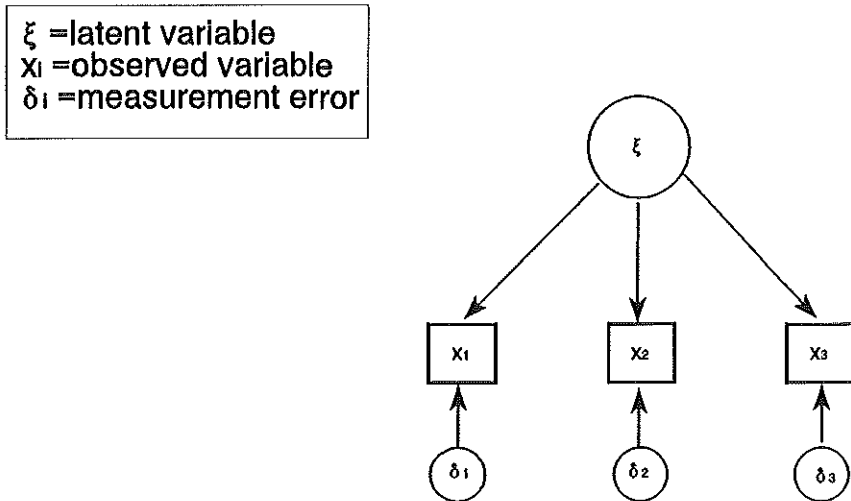 ξ =latent variable
xi =observed variable
δi =measurement error
ξ
x1 x2 x3
δ1 δ2 δ3